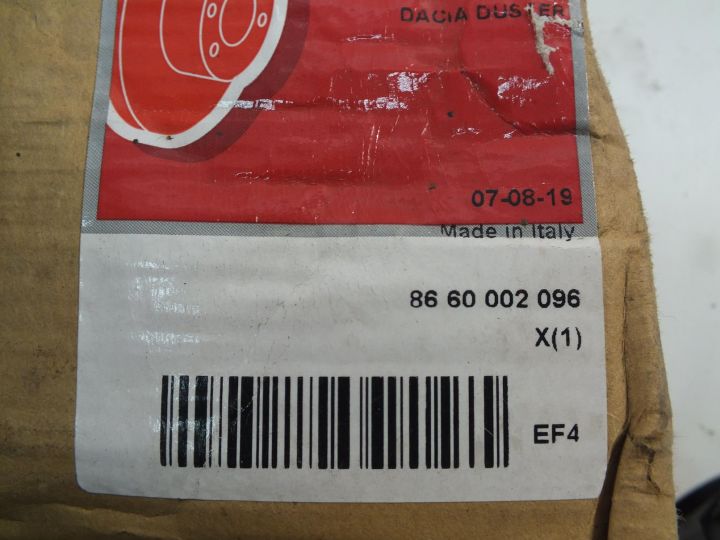 DACIA DUSTER
07-08-19
Made in Italy
86 60 002 096
X(1)
EF4